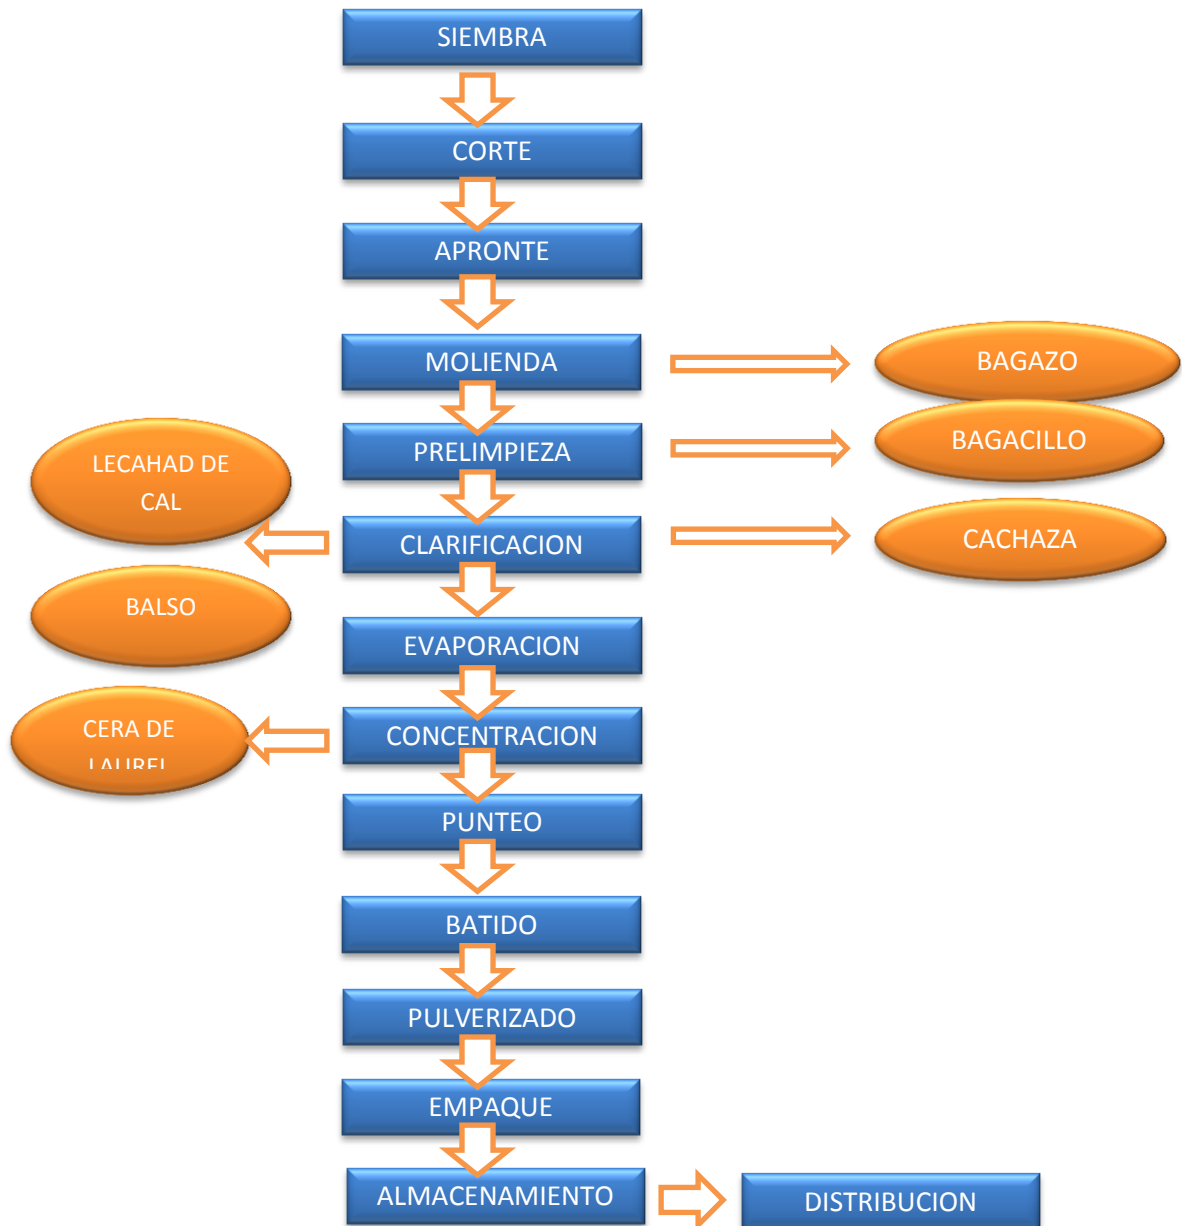 SIEMBRA
CORTE
APRONTE
MOLIENDA
BAGAZO
PRELIMPIEZA
BAGACILLO
LECAHAD DE
CAL
CLARIFICACION
CACHAZA
BALSO
EVAPORACION
CERA DE
LAUREL
CONCENTRACION
PUNTEO
BATIDO
PULVERIZADO
EMPAQUE
ALMACENAMIENTO
DISTRIBUCION